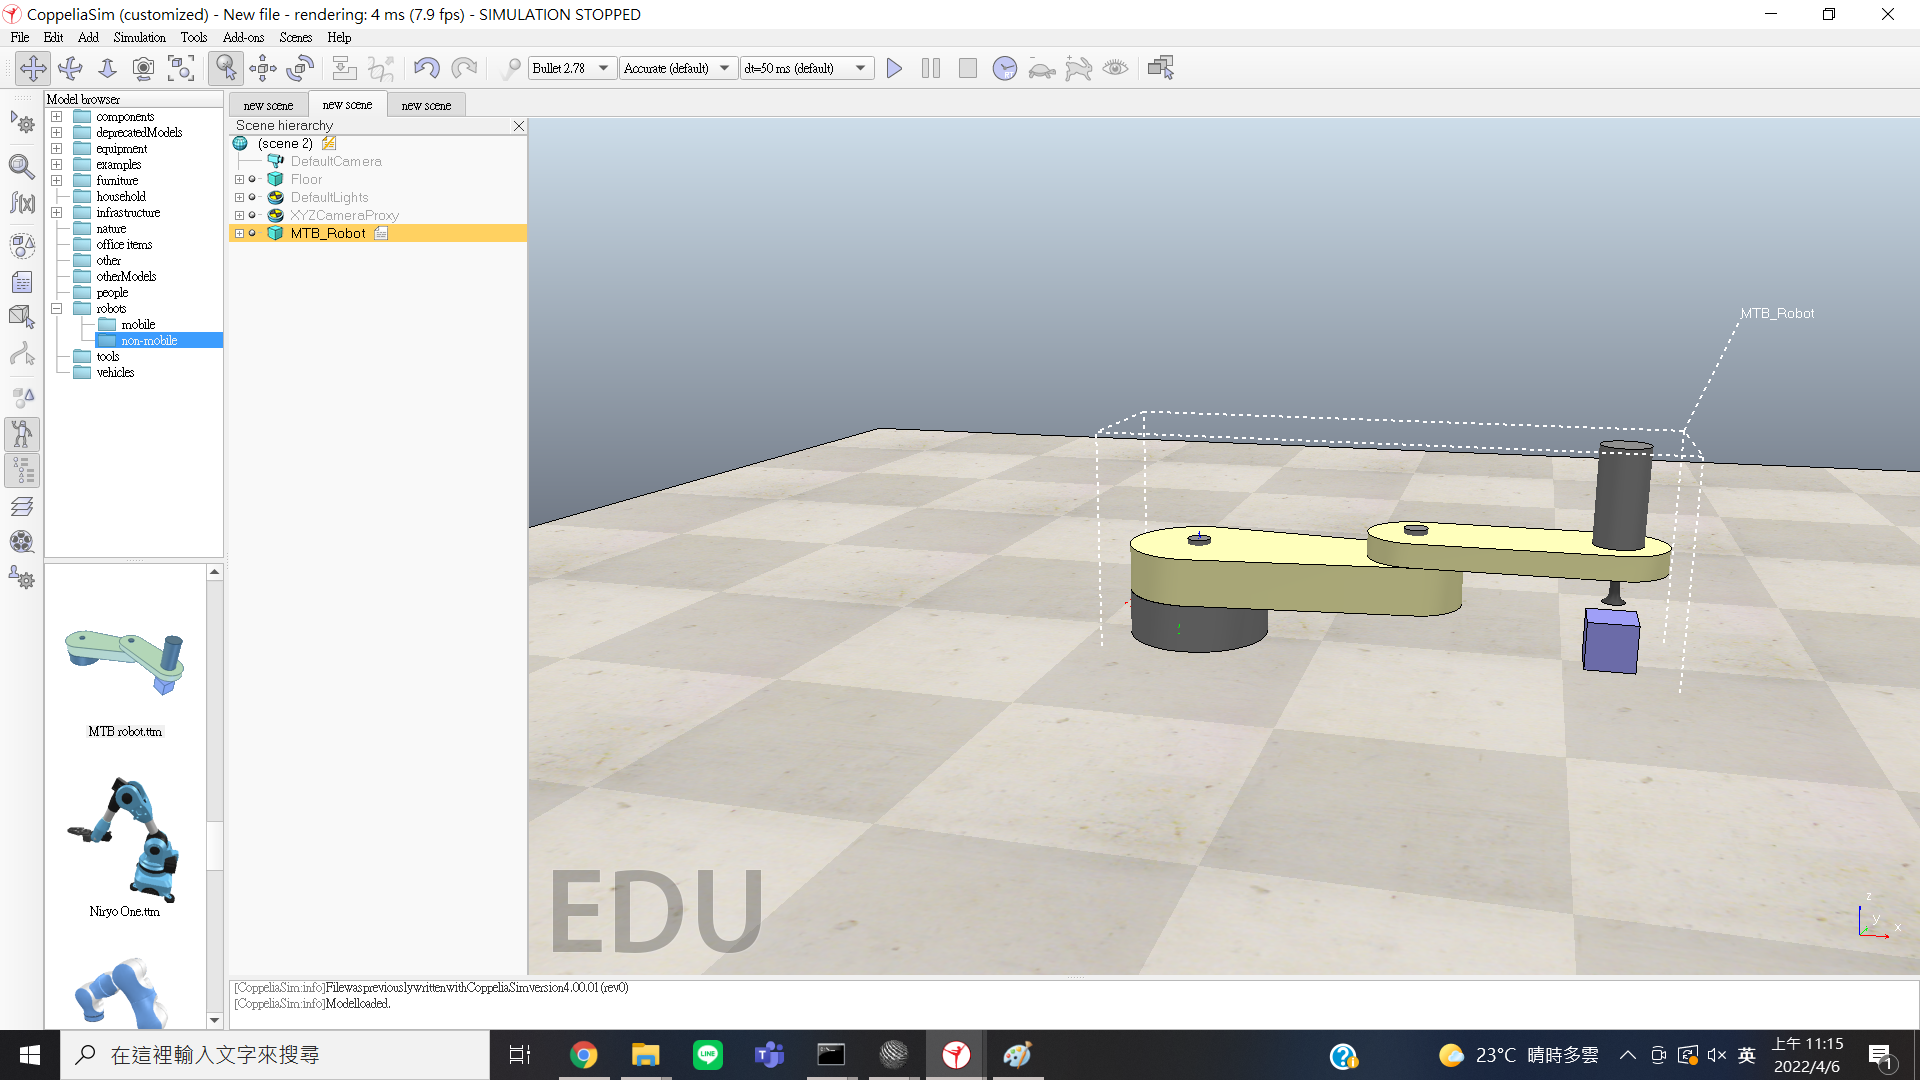 CoppeliaSim (customized) - New file - rendering: 4 ms (7.9 fps) - SIMULATION STOPPED
File Edit Add Simulation Tools Add-ons Scenes Help
Bullet 2.78 Accurate (default) dt=50 ms (default)
Model browser
components
deprecatedModels
equipment
examples
furniture
household
infrastructure
nature
office items
other
otherModels
people
robots
mobile
non-mobile
tools
vehicles
MTB robot.ttm
Niryo One.ttm
new scene new scene new scene
Scene hierarchy
(scene 2)
DefaultCamera
Floor
DefaultLights
XYZCameraProxy
MTB_Robot
MTB_Robot
EDU
z
y
x
[CoppeliaSim:info]FilewaspreviouslywrittenwithCoppeliaSimversion4.00.01(rev0)
[CoppeliaSim:info]Modelloaded.
在這裡輸入文字來搜尋
LINE
23°C 晴時多雲
英
上午 11:15
2022/4/6
1